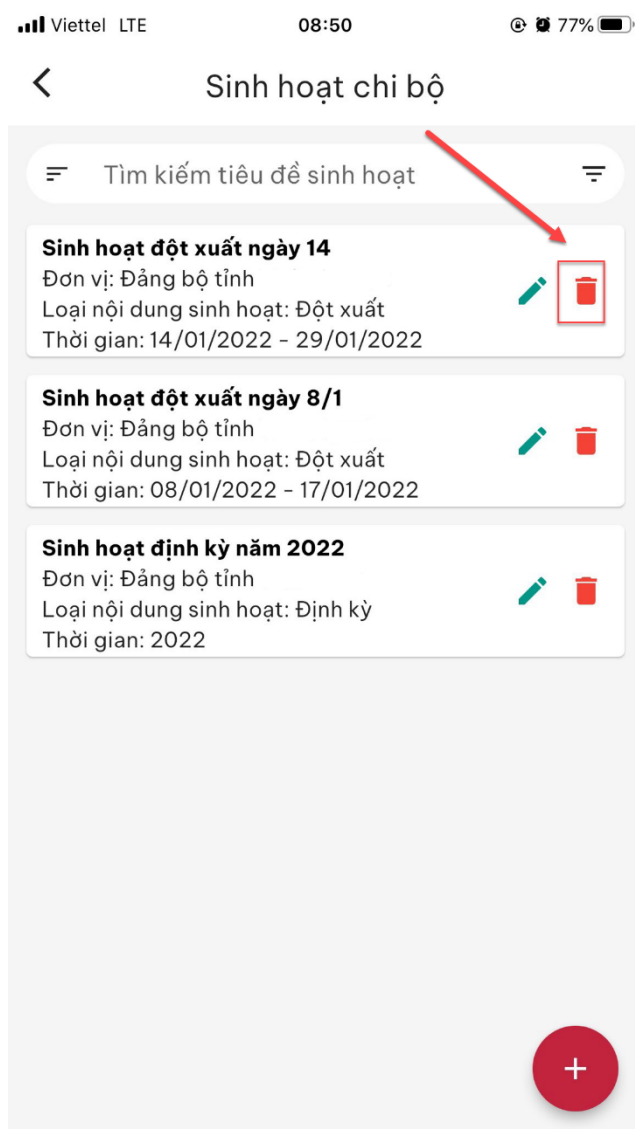 Viettel LTE 08:50 77%
Sinh hoạt chi bộ
Tìm kiếm tiêu đề sinh hoạt
Sinh hoạt đột xuất ngày 14
Đơn vị: Đảng bộ tỉnh
Loại nội dung sinh hoạt: Đột xuất
Thời gian: 14/01/2022 - 29/01/2022
Sinh hoạt đột xuất ngày 8/1
Đơn vị: Đảng bộ tỉnh
Loại nội dung sinh hoạt: Đột xuất
Thời gian: 08/01/2022 - 17/01/2022
Sinh hoạt định kỳ năm 2022
Đơn vị: Đảng bộ tỉnh
Loại nội dung sinh hoạt: Định kỳ
Thời gian: 2022